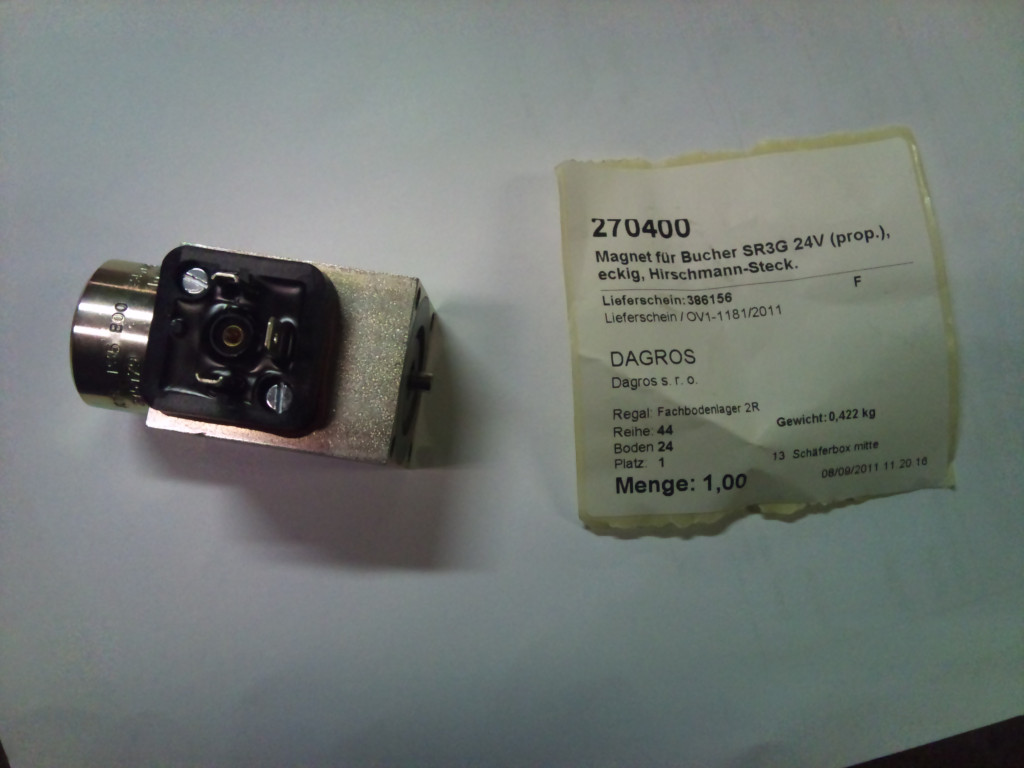 270400
Magnet für Bucher SR3G 24V (prop.),
eckig, Hirschmann-Steck.
F
Lieferschein: 386156
Lieferschein / OV1-1181/2011
DAGROS
Dagros s. r. o.
Regal: Fachbodenlager 2R
Gewicht: 0,422 kg
Reihe: 44
Boden 24
13 Schäferbox mitte
Platz: 1
08/09/2011 11.20.16
Menge: 1,00